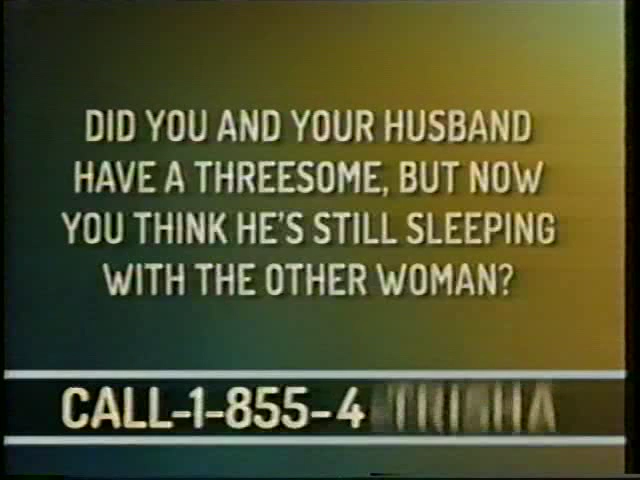 DID YOU AND YOUR HUSBAND
HAVE A THREESOME, BUT NOW
YOU THINK HE'S STILL SLEEPING
WITH THE OTHER WOMAN?
CALL-1-855-4